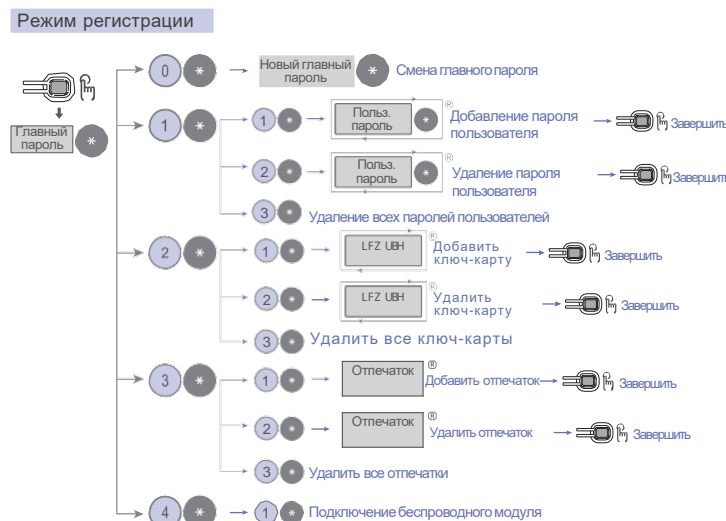 Режим регистрации
0 * Новый главный пароль * Смена главного пароля
Главный пароль *
1 *
1 * Польз. пароль * ® Добавление пароля пользователя Завершить
2 * Польз. пароль * ® Удаление пароля пользователя Завершить
3 * Удаление всех паролей пользователей
2 *
1 * LFZ UBH ® Добавить ключ-карту Завершить
2 * LFZ UBH ® Удалить ключ-карту Завершить
3 * Удалить все ключ-карты
3 *
1 * Отпечаток ® Добавить отпечаток Завершить
2 * Отпечаток ® Удалить отпечаток Завершить
3 * Удалить все отпечатки
4 * 1 * Подключение беспроводного модуля